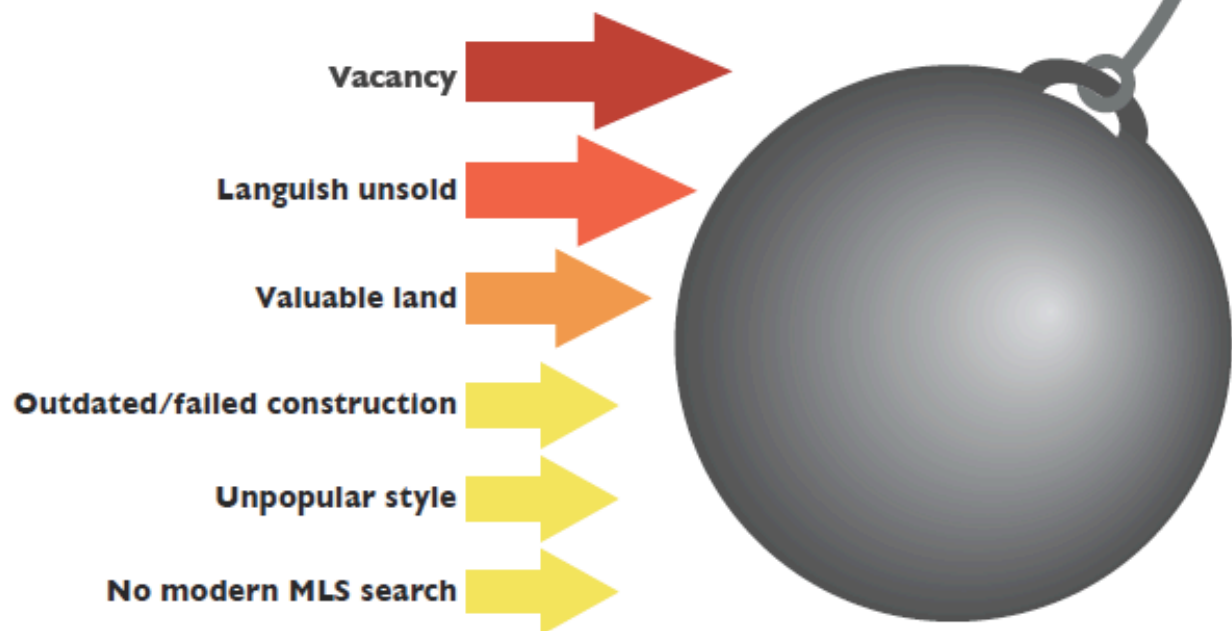 Vacancy
Languish unsold
Valuable land
Outdated/failed construction
Unpopular style
No modern MLS search